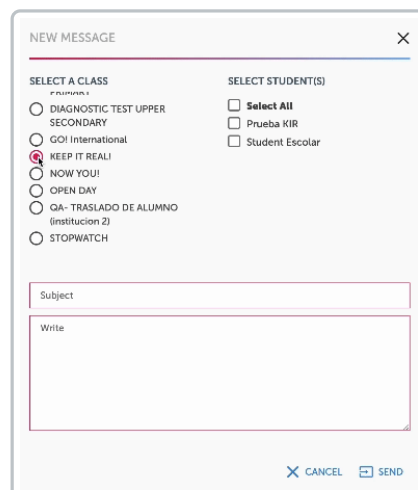 NEW MESSAGE
SELECT A CLASS
PRIMARY
DIAGNOSTIC TEST UPPER
SECONDARY
GO! International
KEEP IT REAL!
NOW YOU!
OPEN DAY
QA- TRASLADO DE ALUMNO
(institucion 2)
STOPWATCH
SELECT STUDENT(S)
Select All
Prueba KIR
Student Escolar
Subject
Write
CANCEL
SEND